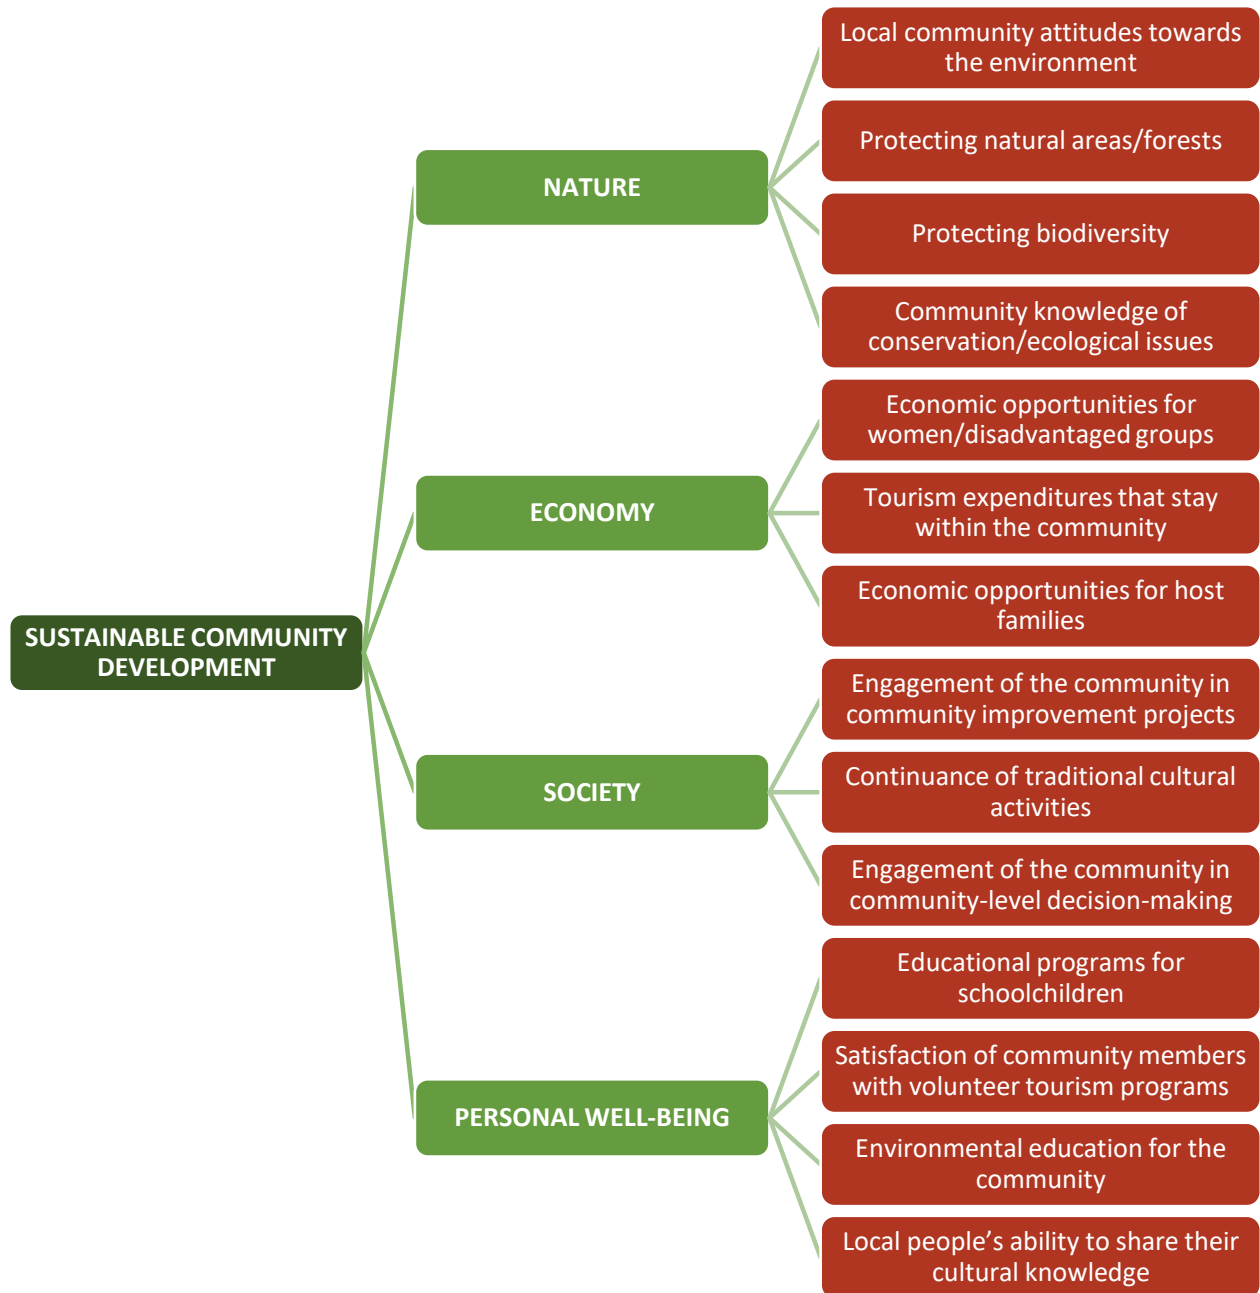 SUSTAINABLE COMMUNITY
DEVELOPMENT
NATURE
Local community attitudes towards
the environment
Protecting natural areas/forests
Protecting biodiversity
Community knowledge of
conservation/ecological issues
ECONOMY
Economic opportunities for
women/disadvantaged groups
Tourism expenditures that stay
within the community
Economic opportunities for host
families
SOCIETY
Engagement of the community in
community improvement projects
Continuance of traditional cultural
activities
Engagement of the community in
community-level decision-making
PERSONAL WELL-BEING
Educational programs for
schoolchildren
Satisfaction of community members
with volunteer tourism programs
Environmental education for the
community
Local people’s ability to share their
cultural knowledge